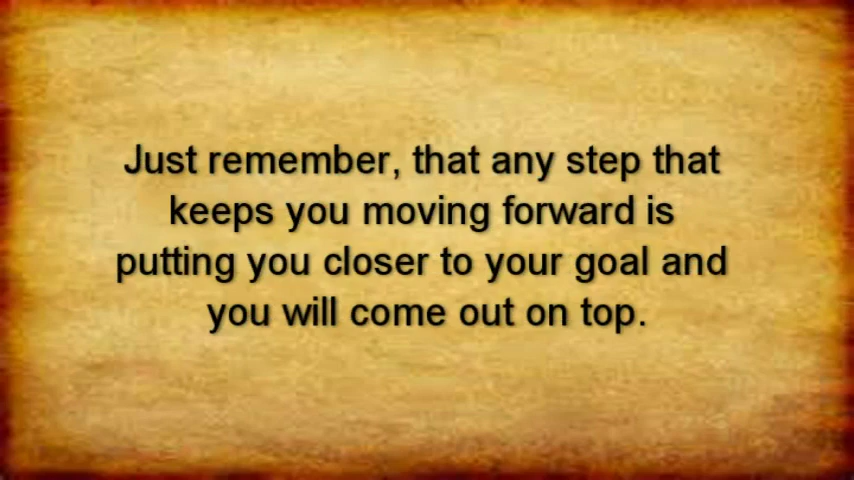 Just remember, that any step that
keeps you moving forward is
putting you closer to your goal and
you will come out on top.